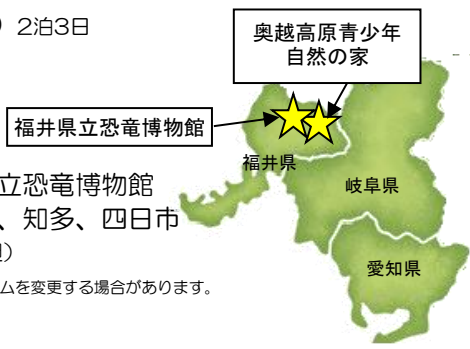 ) 2泊3日
奥越高原青少年
自然の家
福井県立恐竜博物館
福井県
立恐竜博物館
岐阜県
、知多、四日市
)
愛知県
ムを変更する場合があります。